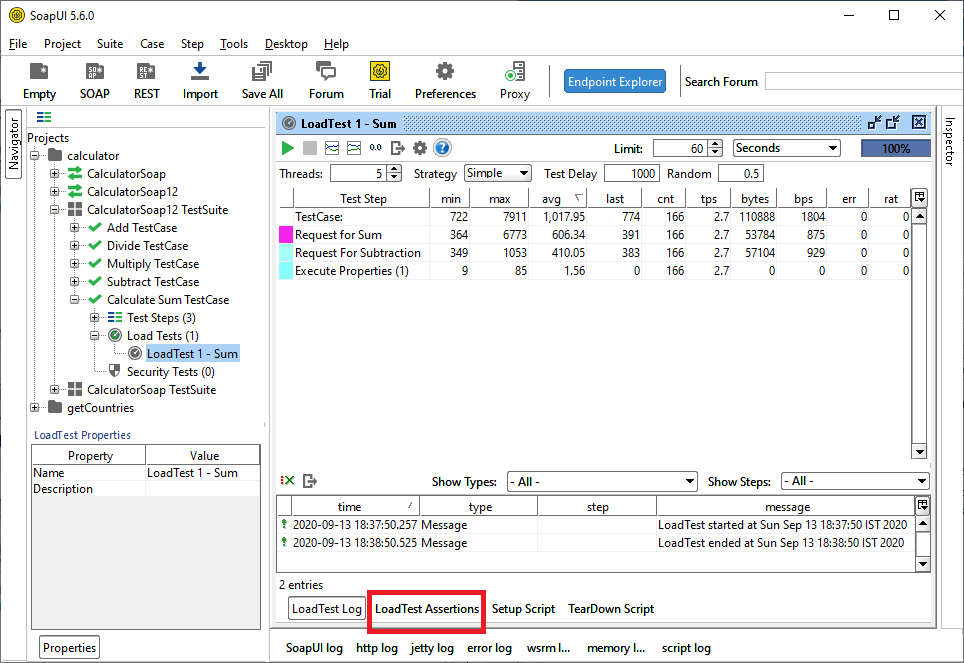 SoapUI 5.6.0
File Project Suite Case Step Tools Desktop Help
SO AP RE ST
Empty SOAP REST Import Save All Forum Trial Preferences Proxy Endpoint Explorer Search Forum
Navigator
Projects
calculator
CalculatorSoap
CalculatorSoap12
CalculatorSoap12 TestSuite
Add TestCase
Divide TestCase
Multiply TestCase
Subtract TestCase
Calculate Sum TestCase
Test Steps (3)
Load Tests (1)
LoadTest 1 - Sum
Security Tests (0)
CalculatorSoap TestSuite
getCountries
LoadTest Properties
Property Value
Name LoadTest 1 - Sum
Description
Properties
LoadTest 1 - Sum
0.0 ? Limit: 60 Seconds 100%
Threads: 5 Strategy Simple Test Delay 1000 Random 0.5
Test Step min max avg last cnt tps bytes bps err rat
TestCase: 722 7911 1,017.95 774 166 2.7 110888 1804 0 0
Request for Sum 364 6773 606.34 391 166 2.7 53784 875 0 0
Request For Subtraction 349 1053 410.05 383 166 2.7 57104 929 0 0
Execute Properties (1) 9 85 1.56 0 166 2.7 0 0 0 0
Show Types: - All - Show Steps: - All -
time type step message
2020-09-13 18:37:50.257 Message LoadTest started at Sun Sep 13 18:37:50 IST 2020
2020-09-13 18:38:50.525 Message LoadTest ended at Sun Sep 13 18:38:50 IST 2020
2 entries
LoadTest Log LoadTest Assertions Setup Script TearDown Script
SoapUI log http log jetty log error log wsrm l... memory l... script log
Inspector